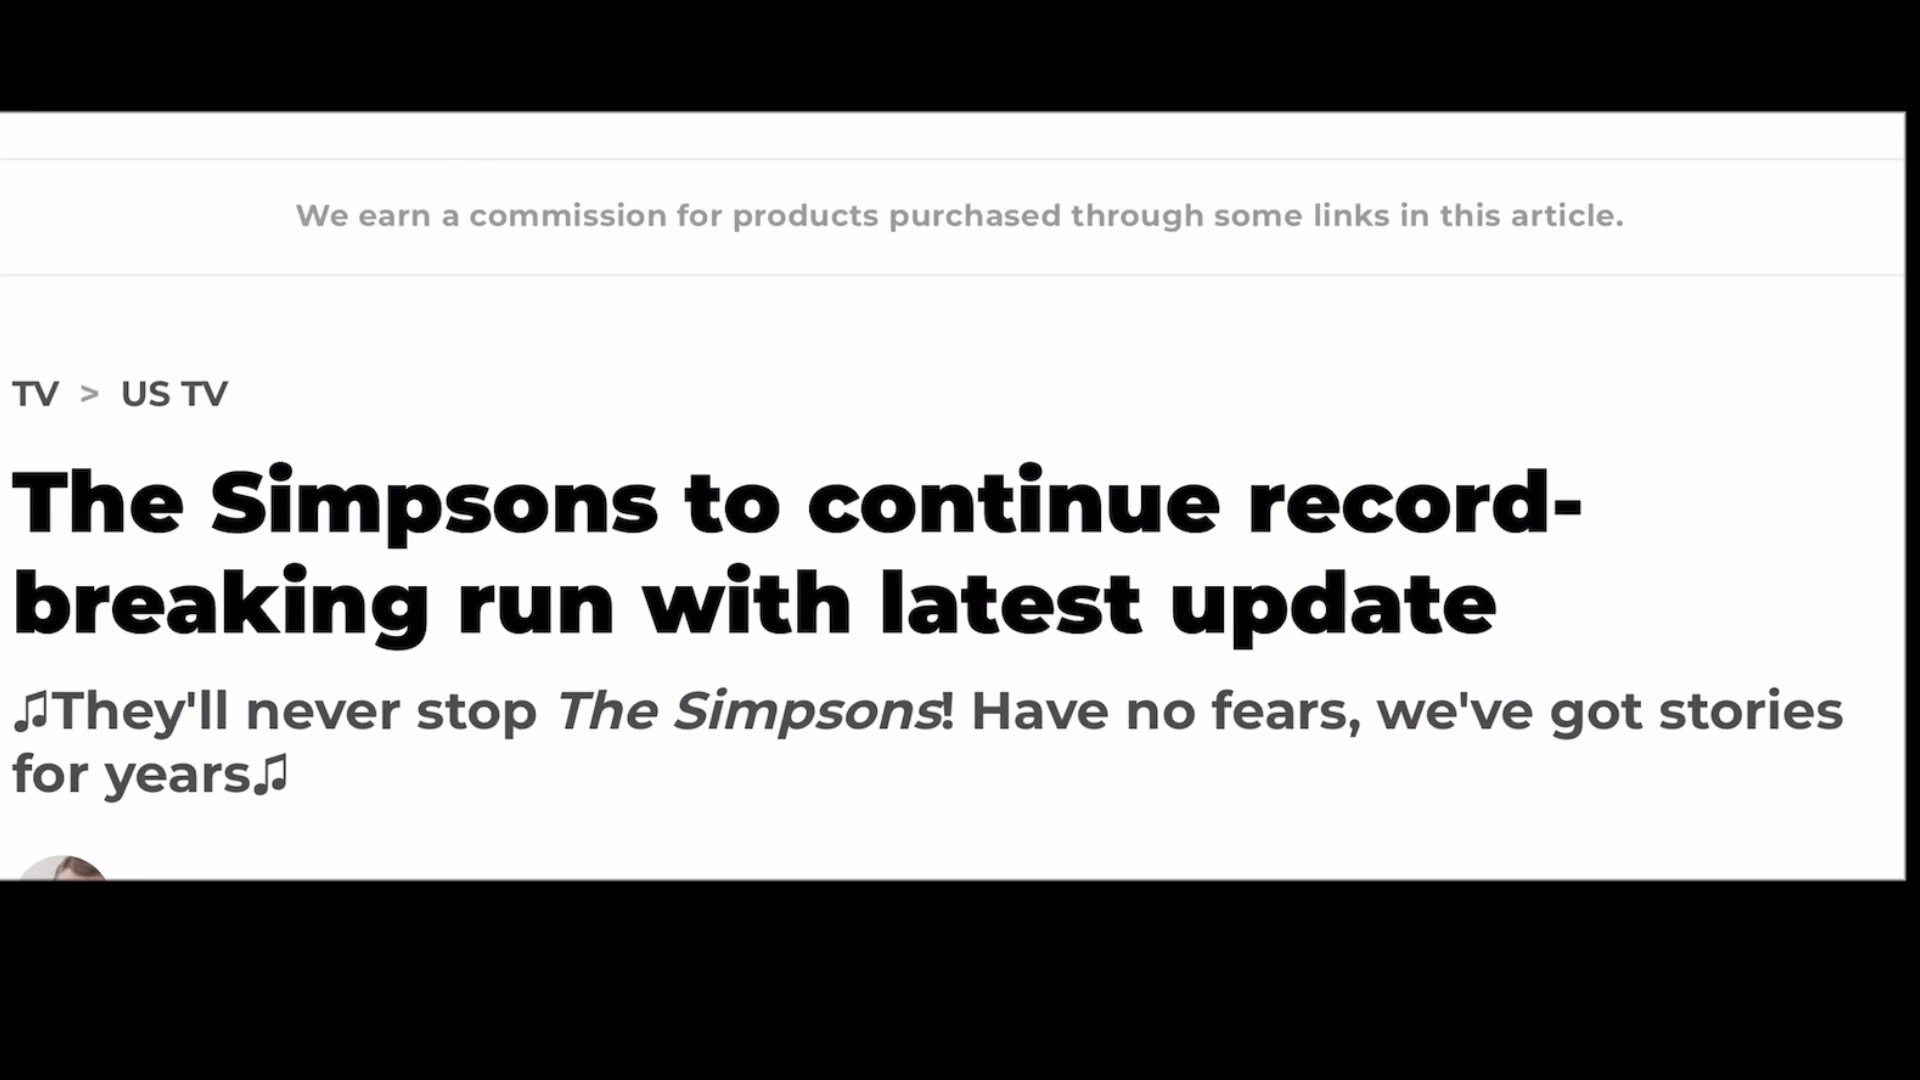 We earn a commission for products purchased through some links in this article.
TV > US TV
The Simpsons to continue record-
breaking run with latest update
♫They'll never stop The Simpsons! Have no fears, we've got stories
for years♫